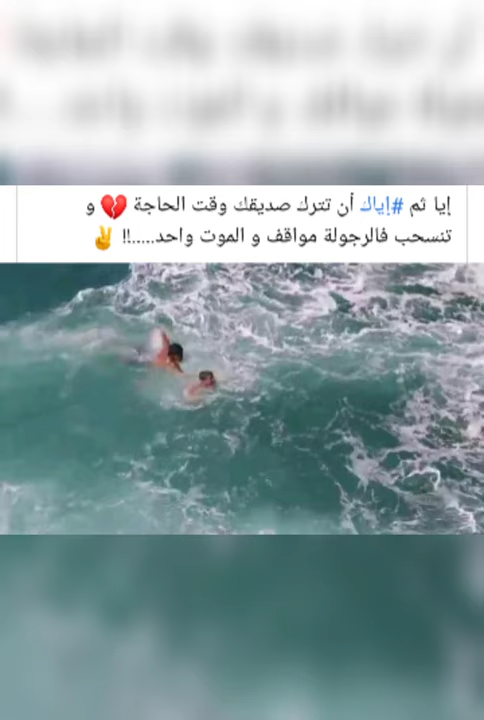 إيا ثم #إياك أن تترك صديقك وقت الحاجة 💔 و
تنسحب فالرجولة مواقف و الموت واحد.....!! ✌️